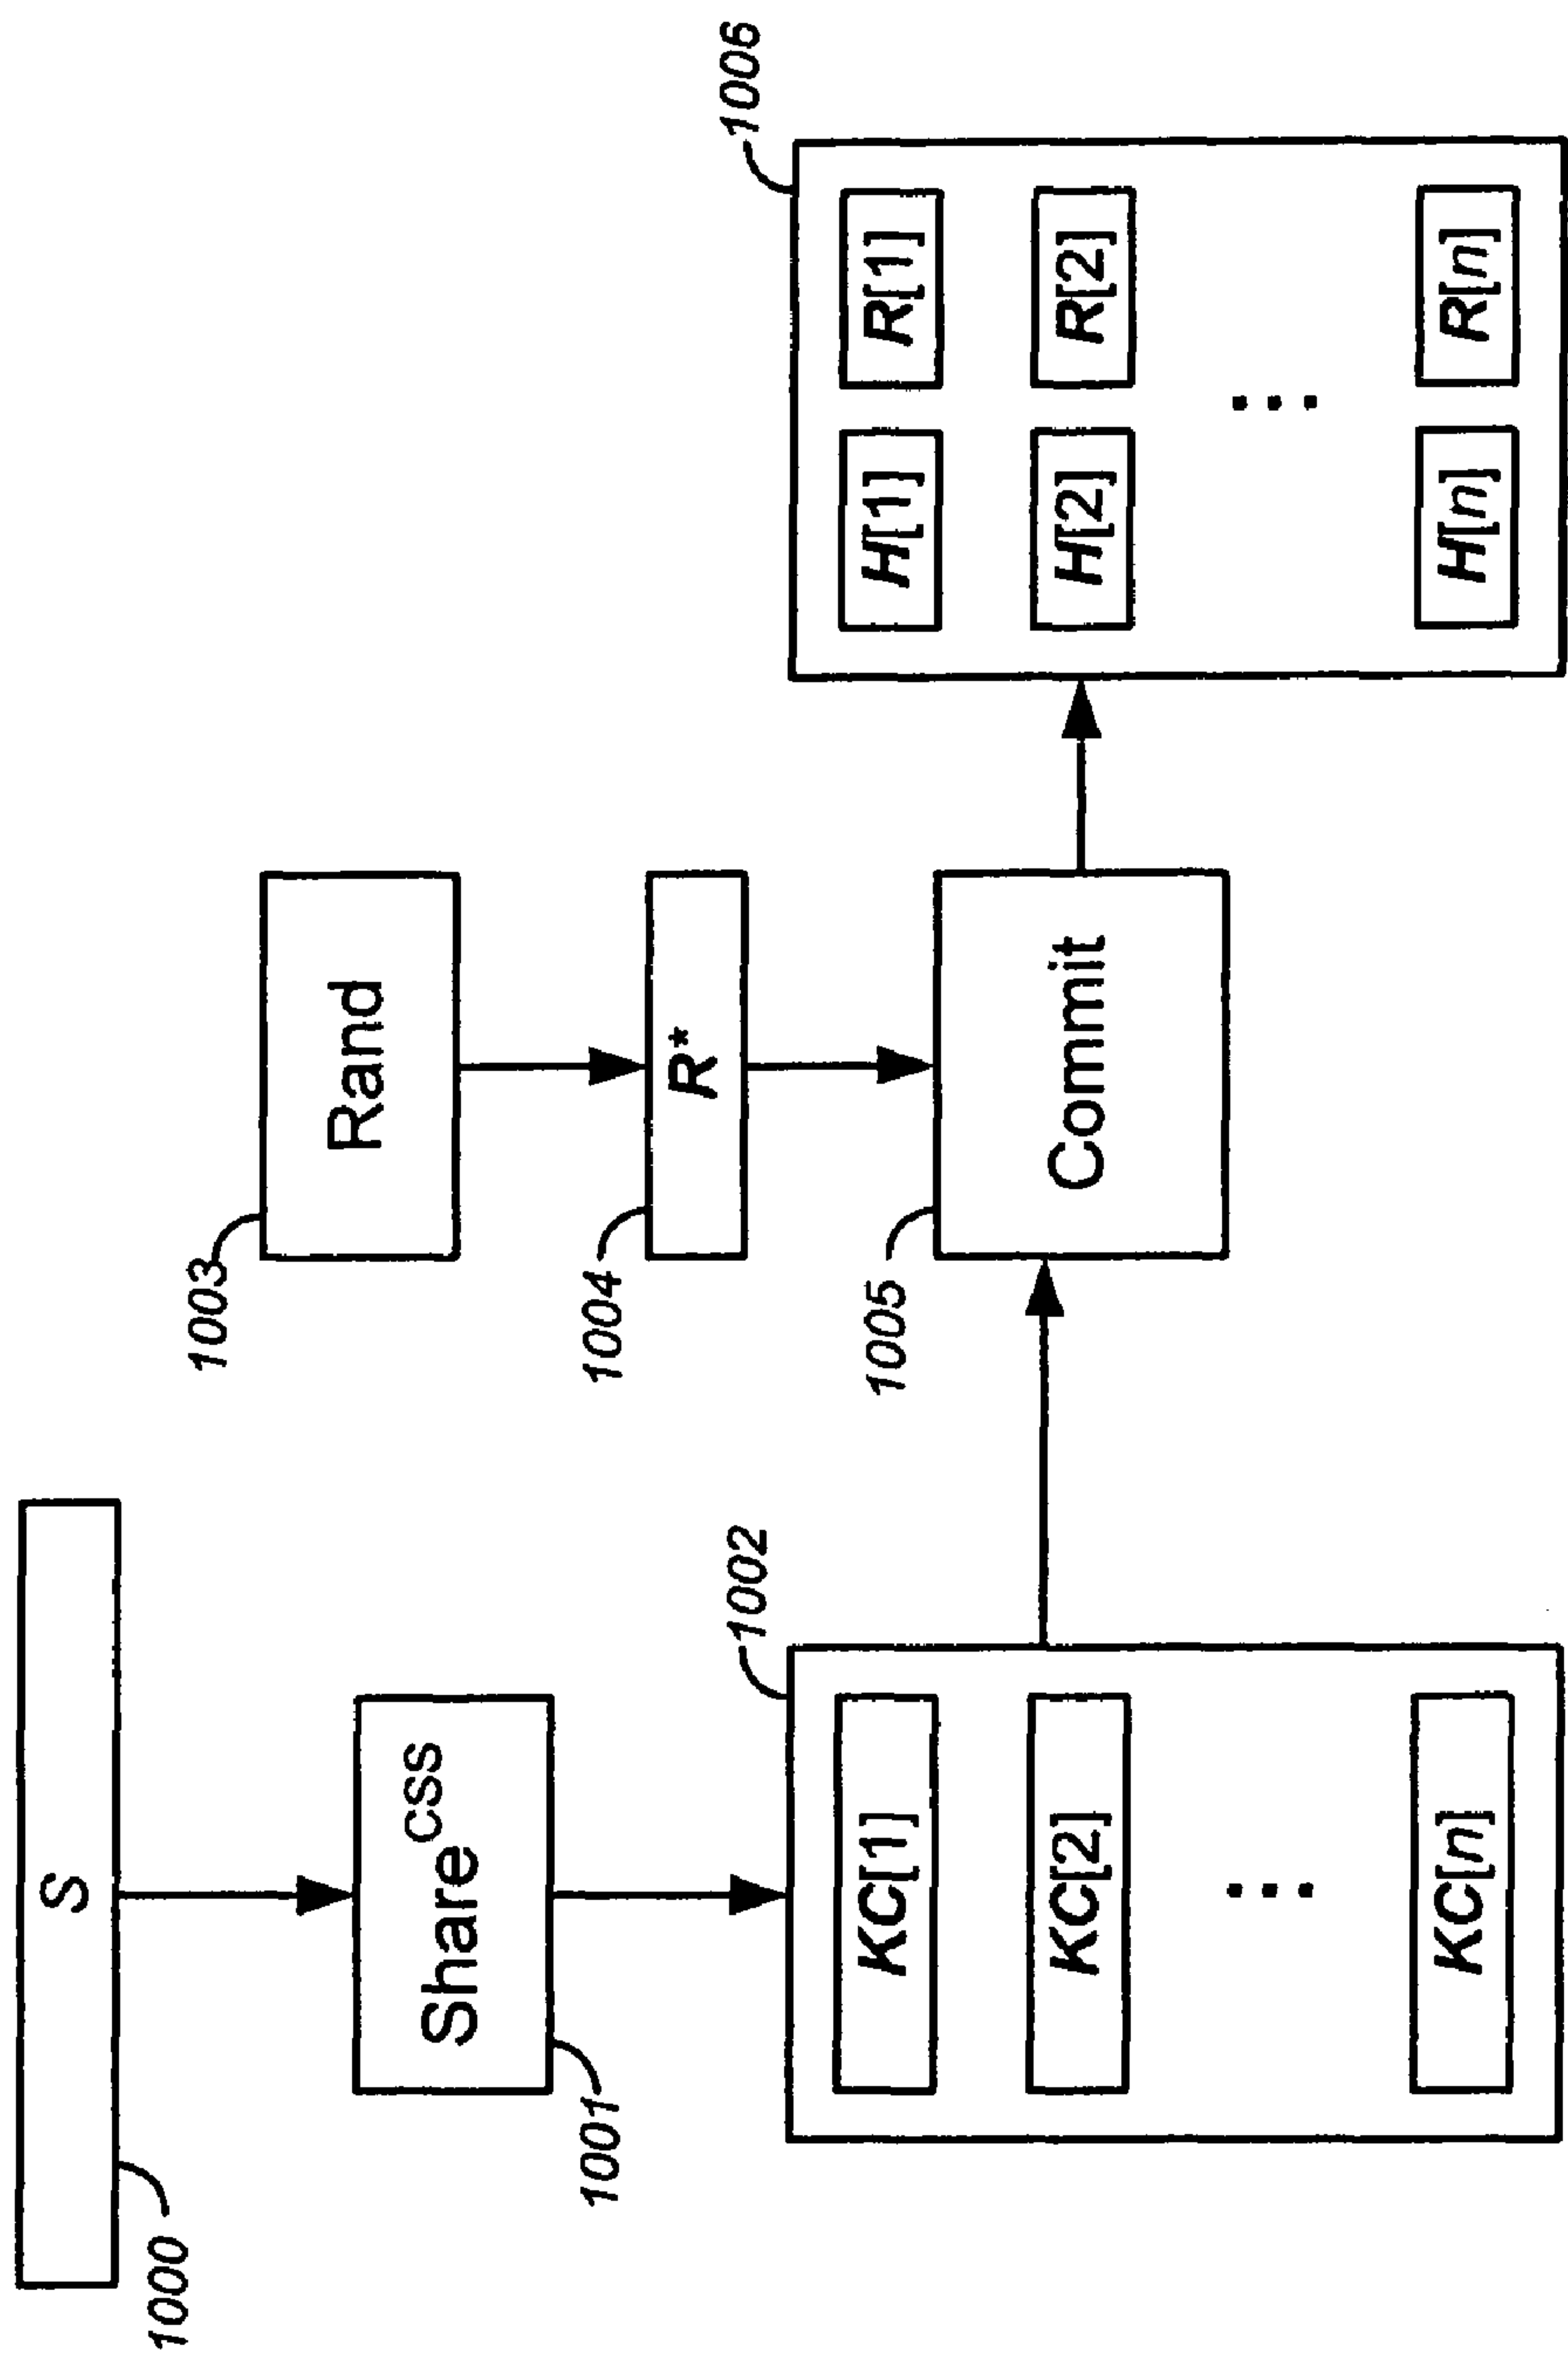 1000
S
1001
Share^CSS
1002
KC[1]
KC[2]
...
KC[n]
1003
Rand
1004
R*
1005
Commit
1006
H[1] R[1]
H[2] R[2]
...
H[n] R[n]